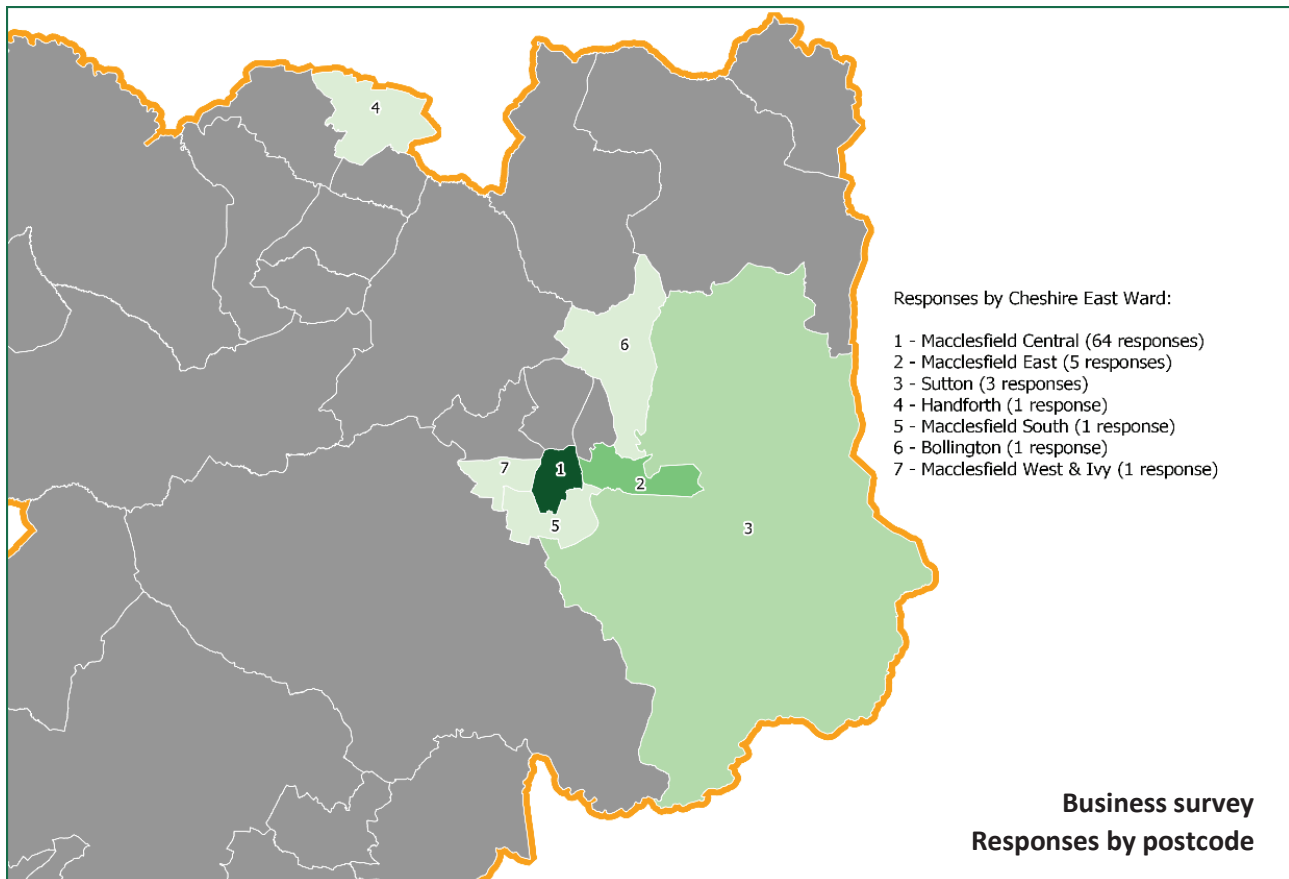 4
6
7
1
2
5
3
Responses by Cheshire East Ward:
1 - Macclesfield Central (64 responses)
2 - Macclesfield East (5 responses)
3 - Sutton (3 responses)
4 - Handforth (1 response)
5 - Macclesfield South (1 response)
6 - Bollington (1 response)
7 - Macclesfield West & Ivy (1 response)
Business survey
Responses by postcode